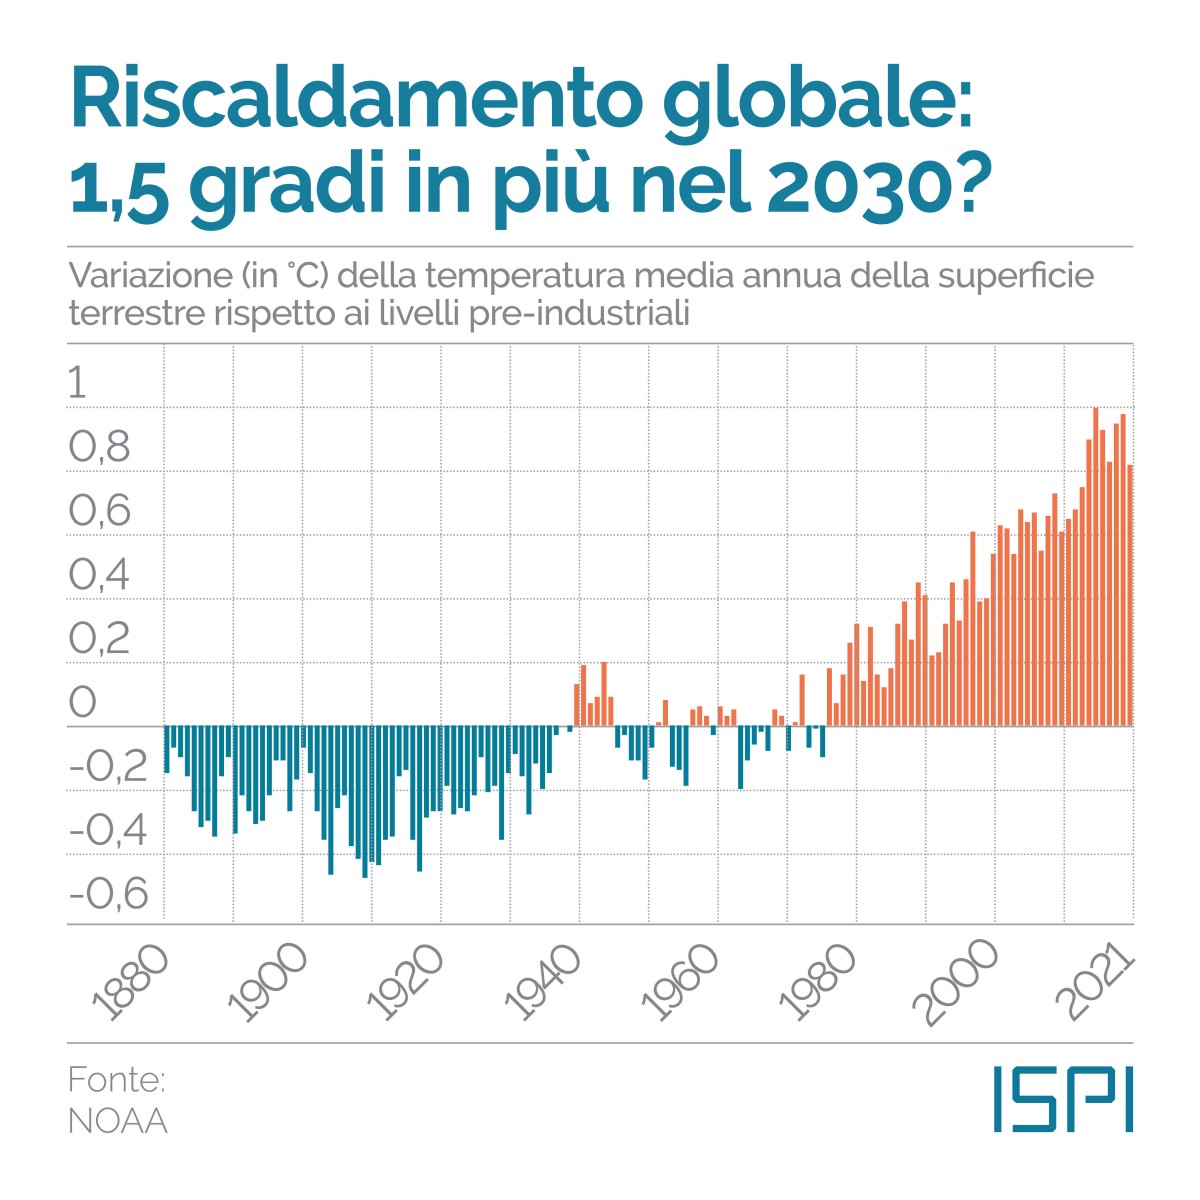 Riscaldamento globale:
1,5 gradi in più nel 2030?
Variazione (in °C) della temperatura media annua della superficie
terrestre rispetto ai livelli pre-industriali
1
0,8
0,6
0,4
0,2
0
-0,2
-0,4
-0,6
1880
1900
1920
1940
1960
1980
2000
2021
Fonte:
NOAA
ISPI